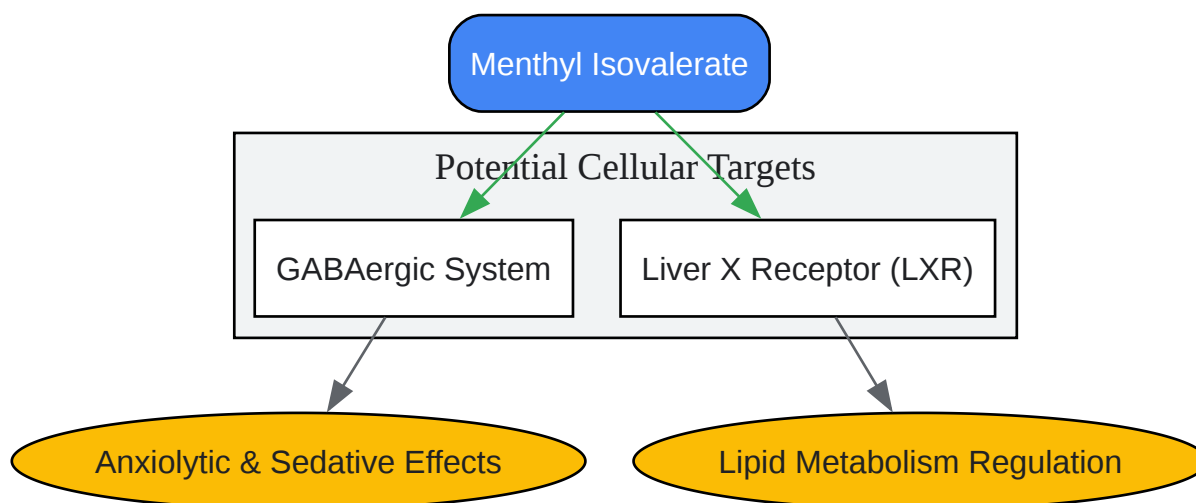 Menthyl Isovalerate
Potential Cellular Targets
GABAergic System
Liver X Receptor (LXR)
Anxiolytic & Sedative Effects
Lipid Metabolism Regulation